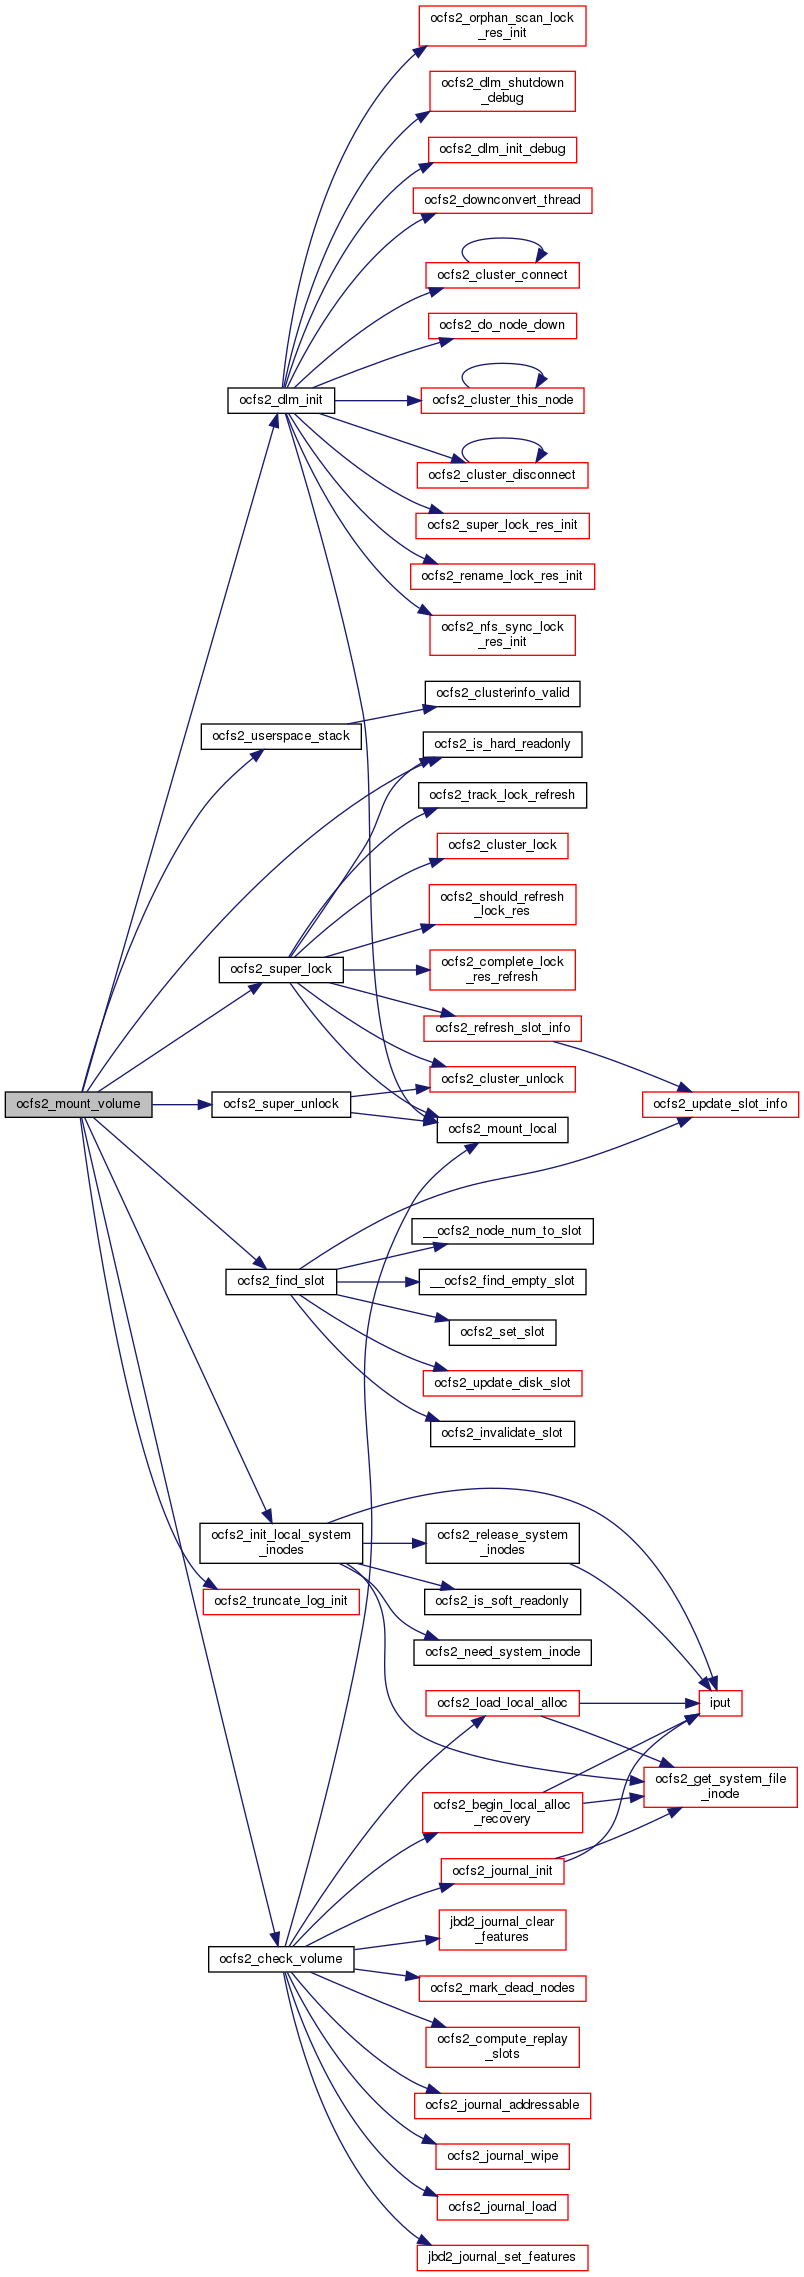 ocfs2_orphan_scan_lock
_res_init
ocfs2_dlm_shutdown
_debug
ocfs2_dlm_init_debug
ocfs2_downconvert_thread
ocfs2_cluster_connect
ocfs2_do_node_down
ocfs2_dlm_init
ocfs2_cluster_this_node
ocfs2_cluster_disconnect
ocfs2_super_lock_res_init
ocfs2_rename_lock_res_init
ocfs2_nfs_sync_lock
_res_init
ocfs2_clusterinfo_valid
ocfs2_userspace_stack
ocfs2_is_hard_readonly
ocfs2_track_lock_refresh
ocfs2_cluster_lock
ocfs2_should_refresh
_lock_res
ocfs2_super_lock
ocfs2_complete_lock
_res_refresh
ocfs2_refresh_slot_info
ocfs2_cluster_unlock
ocfs2_mount_volume
ocfs2_super_unlock
ocfs2_update_slot_info
ocfs2_mount_local
__ocfs2_node_num_to_slot
ocfs2_find_slot
__ocfs2_find_empty_slot
ocfs2_set_slot
ocfs2_update_disk_slot
ocfs2_invalidate_slot
ocfs2_init_local_system
_inodes
ocfs2_release_system
_inodes
ocfs2_truncate_log_init
ocfs2_is_soft_readonly
ocfs2_need_system_inode
ocfs2_load_local_alloc
iput
ocfs2_get_system_file
_inode
ocfs2_begin_local_alloc
_recovery
ocfs2_journal_init
jbd2_journal_clear
_features
ocfs2_check_volume
ocfs2_mark_dead_nodes
ocfs2_compute_replay
_slots
ocfs2_journal_addressable
ocfs2_journal_wipe
ocfs2_journal_load
jbd2_journal_set_features